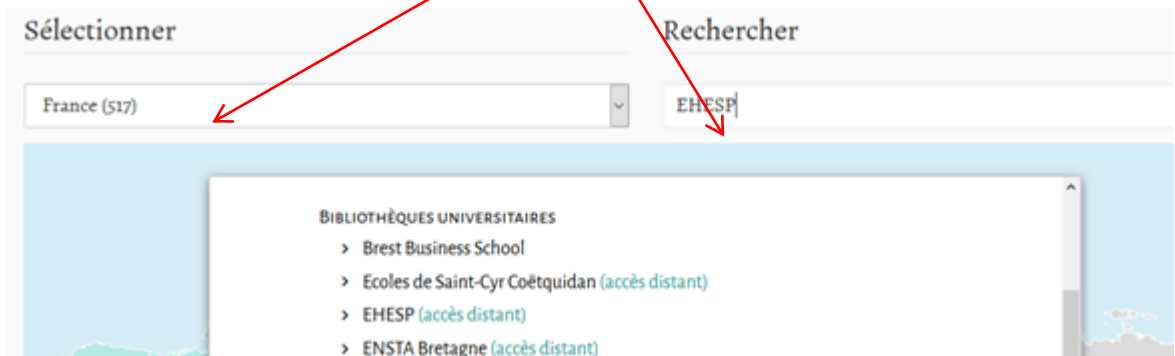 Sélectionner
Rechercher
France (517)
EHESP
BIBLIOTHÈQUES UNIVERSITAIRES
> Brest Business School
> Ecoles de Saint-Cyr Coëtquidan (accès distant)
> EHESP (accès distant)
> ENSTA Bretagne (accès distant)